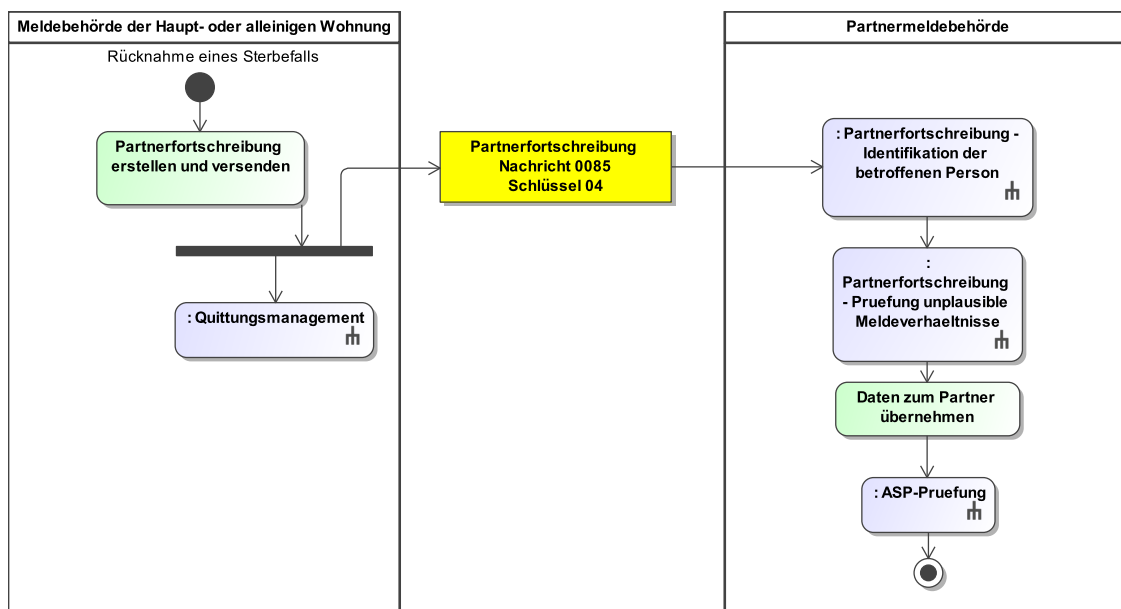 Meldebehörde der Haupt- oder alleinigen Wohnung
Rücknahme eines Sterbefalls
Partnerfortschreibung
erstellen und versenden
: Quittungsmanagement
Partnerfortschreibung
Nachricht 0085
Schlüssel 04
Partnermeldebehörde
: Partnerfortschreibung -
Identifikation der
betroffenen Person
:
Partnerfortschreibung
- Pruefung unplausible
Meldeverhaeltnisse
Daten zum Partner
übernehmen
: ASP-Pruefung